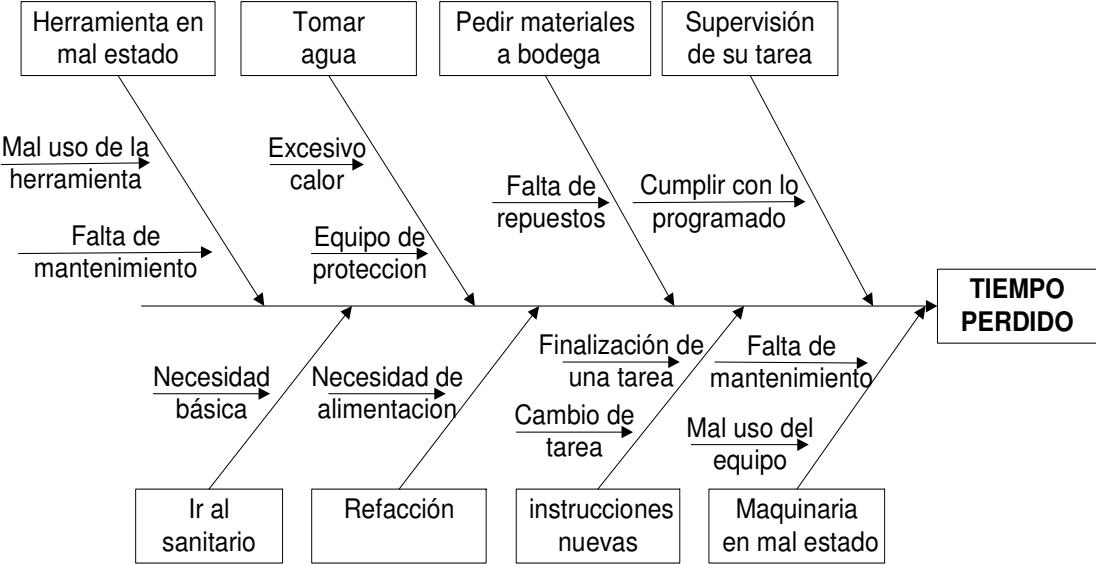 Herramienta en
mal estado
Tomar
agua
Pedir materiales
a bodega
Supervisión
de su tarea
Mal uso de la
herramienta
Excesivo
calor
Falta de
repuestos
Cumplir con lo
programado
Falta de
mantenimiento
Equipo de
proteccion
TIEMPO
PERDIDO
Necesidad
básica
Necesidad de
alimentacion
Finalización de
una tarea
Falta de
mantenimiento
Cambio de
tarea
Mal uso del
equipo
Ir al
sanitario
Refacción
instrucciones
nuevas
Maquinaria
en mal estado